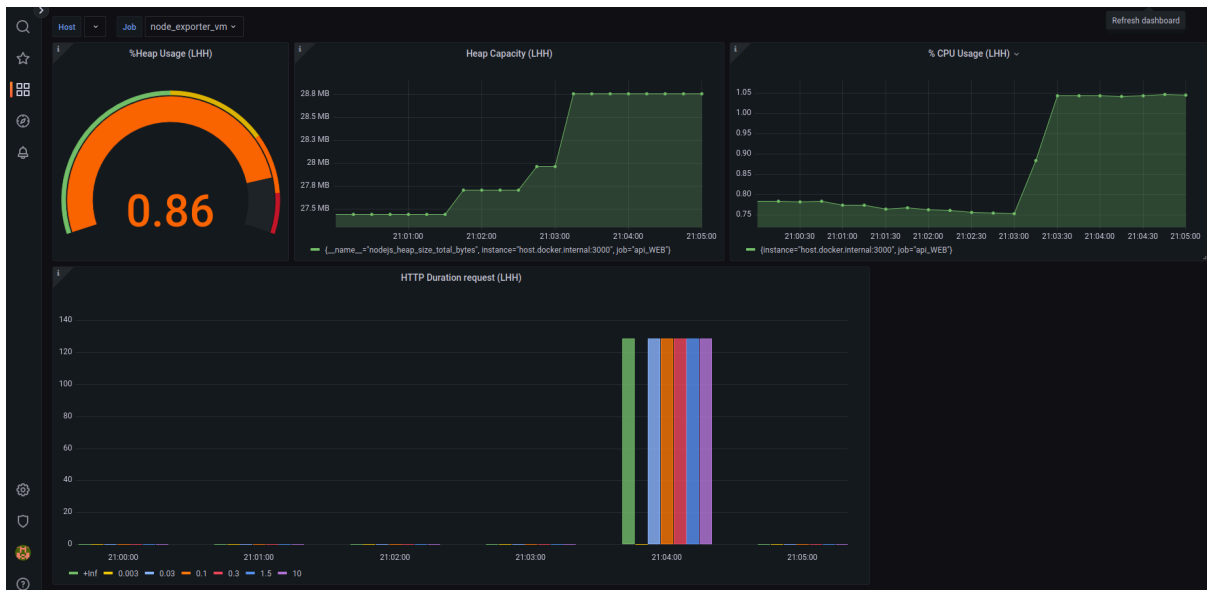 Host
Job node_exporter_vm
Refresh dashboard
%Heap Usage (LHH)
0.86
Heap Capacity (LHH)
28.8 MB
28.5 MB
28.3 MB
28 MB
27.8 MB
27.5 MB
21:01:00 21:02:00 21:03:00 21:04:00 21:05:00
{__name__="nodejs_heap_size_total_bytes", instance="host.docker.internal:3000", job="api_WEB"}
% CPU Usage (LHH)
1.05
1.00
0.95
0.90
0.85
0.80
0.75
21:00:30 21:01:00 21:01:30 21:02:00 21:02:30 21:03:00 21:03:30 21:04:00 21:04:30 21:05:00
{instance="host.docker.internal:3000", job="api_WEB"}
HTTP Duration request (LHH)
140
120
100
80
60
40
20
0
21:00:00 21:01:00 21:02:00 21:03:00 21:04:00 21:05:00
+Inf 0.003 0.03 0.1 0.3 1.5 10